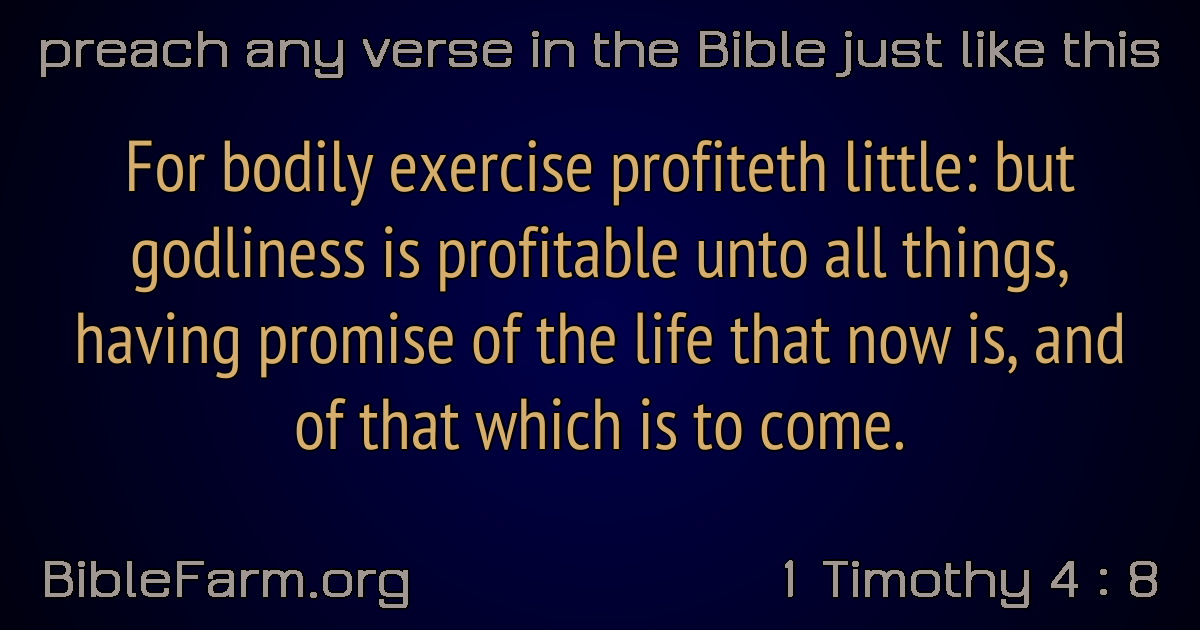 preach any verse in the Bible just like this
For bodily exercise profiteth little: but
godliness is profitable unto all things,
having promise of the life that now is, and
of that which is to come.
BibleFarm.org
1 Timothy 4 : 8